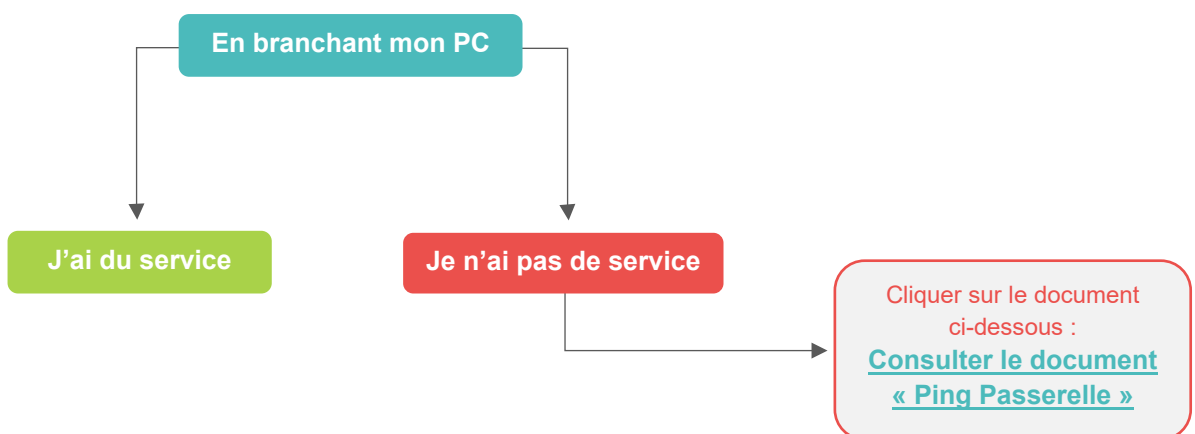 En branchant mon PC
J’ai du service
Je n’ai pas de service
Cliquer sur le document
ci-dessous :
Consulter le document
« Ping Passerelle »